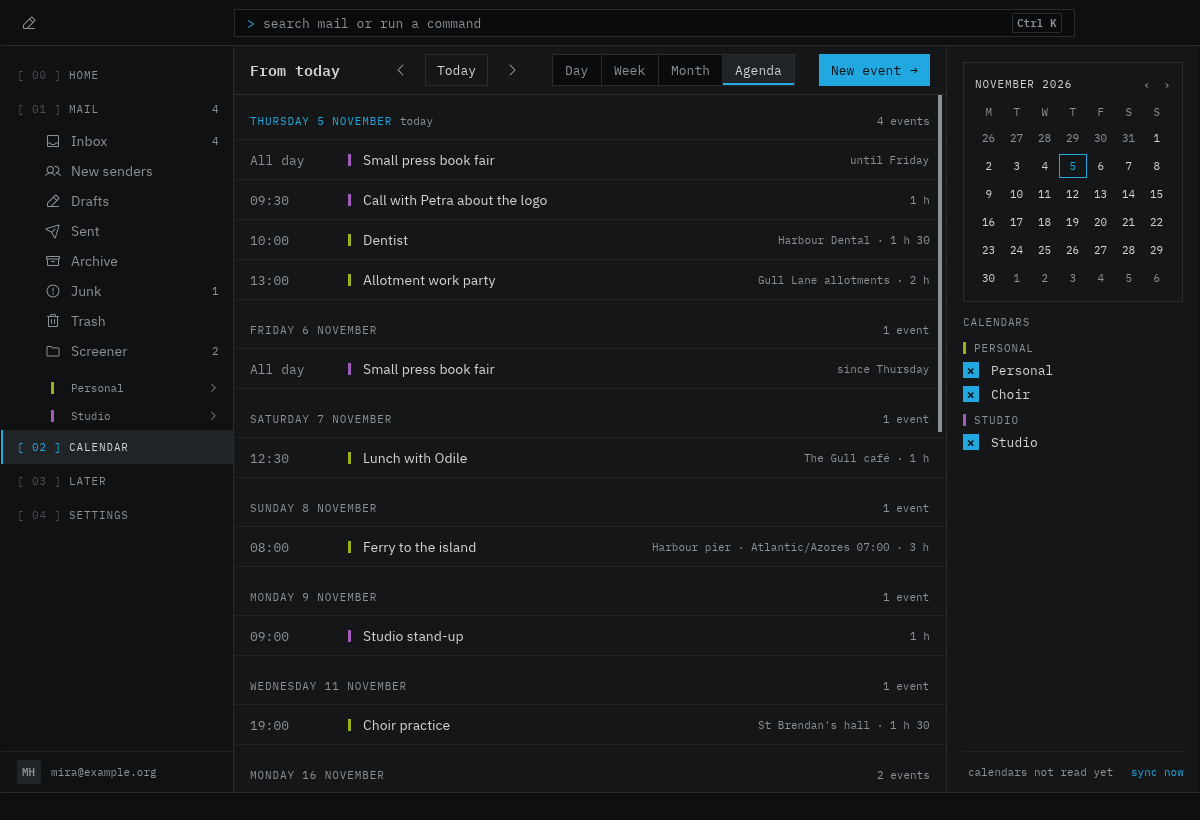 > search mail or run a command Ctrl K
[ 00 ] HOME
[ 01 ] MAIL 4
Inbox 4
New senders
Drafts
Sent
Archive
Junk 1
Trash
Screener 2
Personal
Studio
[ 02 ] CALENDAR
[ 03 ] LATER
[ 04 ] SETTINGS
MH mira@example.org
From today Today Day Week Month Agenda New event →
THURSDAY 5 NOVEMBER today 4 events
All day Small press book fair until Friday
09:30 Call with Petra about the logo 1 h
10:00 Dentist Harbour Dental · 1 h 30
13:00 Allotment work party Gull Lane allotments · 2 h
FRIDAY 6 NOVEMBER 1 event
All day Small press book fair since Thursday
SATURDAY 7 NOVEMBER 1 event
12:30 Lunch with Odile The Gull café · 1 h
SUNDAY 8 NOVEMBER 1 event
08:00 Ferry to the island Harbour pier · Atlantic/Azores 07:00 · 3 h
MONDAY 9 NOVEMBER 1 event
09:00 Studio stand-up 1 h
WEDNESDAY 11 NOVEMBER 1 event
19:00 Choir practice St Brendan's hall · 1 h 30
MONDAY 16 NOVEMBER 2 events
NOVEMBER 2026 ‹ ›
M T W T F S S
26 27 28 29 30 31 1
2 3 4 5 6 7 8
9 10 11 12 13 14 15
16 17 18 19 20 21 22
23 24 25 26 27 28 29
30 1 2 3 4 5 6
CALENDARS
PERSONAL
Personal
Choir
STUDIO
Studio
calendars not read yet sync now